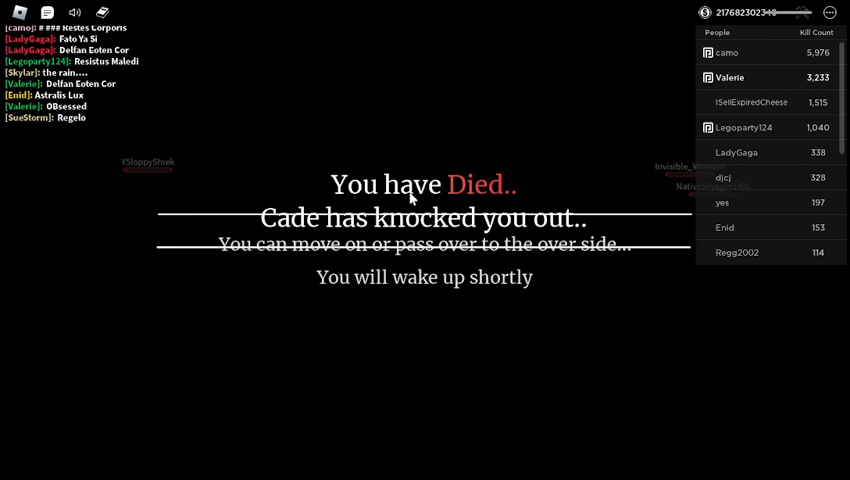 [camo]: # ### Restes Corporis
[LadyGaga]: Fato Ya Si
[LadyGaga]: Delfan Eoten Cor
[Legoparty124]: Resistus Maledi
[Skylar]: the rain....
[Valerie]: Delfan Eoten Cor
[Enid]: Astralis Lux
[Valerie]: OBsessed
[SueStorm]: Regelo
YSloppyShrek
You have Died..
Cade has knocked you out..
You can move on or pass over to the over side...
You will wake up shortly
People Kill Count
camo 5,976
Valerie 3,233
ISellExpiredCheese 1,515
Legoparty124 1,040
LadyGaga 338
djcj 328
yes 197
Enid 153
Regg2002 114